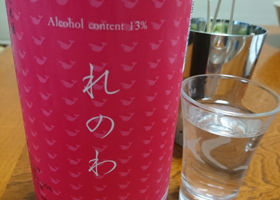 Alcohol content 13%
れのわ